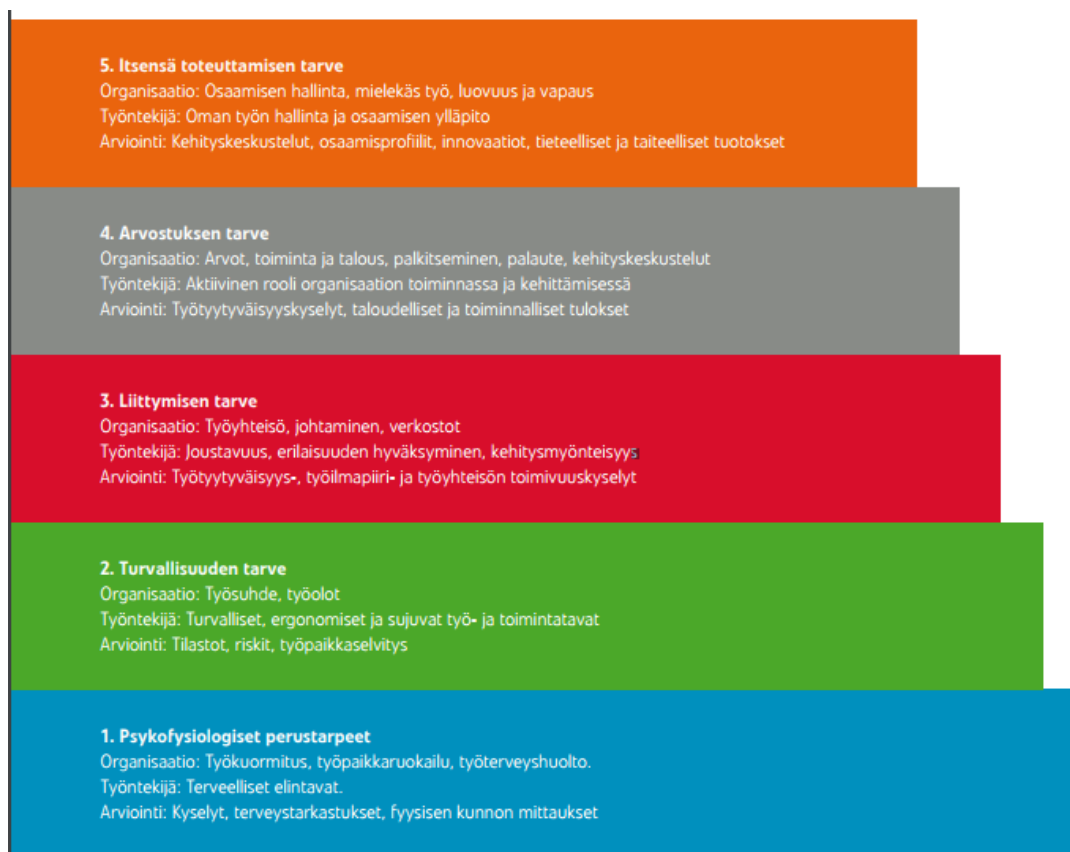 5. Itsensä toteuttamisen tarve
Organisaatio: Osaamisen hallinta, mielekäs työ, luovuus ja vapaus
Työntekijä: Oman työn hallinta ja osaamisen ylläpito
Arviointi: Kehityskeskustelut, osaamisprofiilit, innovaatiot, tieteelliset ja taiteelliset tuotokset
4. Arvostuksen tarve
Organisaatio: Arvot, toiminta ja talous, palkitseminen, palaute, kehityskeskustelut
Työntekijä: Aktiivinen rooli organisaation toiminnassa ja kehittämisessä
Arviointi: Työtyytyväisyyskyselyt, taloudelliset ja toiminnalliset tulokset
3. Liittymisen tarve
Organisaatio: Työyhteisö, johtaminen, verkostot
Työntekijä: Joustavuus, erilaisuuden hyväksyminen, kehitysmyönteisyys
Arviointi: Työtyytyväisyys-, työilmapiiri- ja työyhteisön toimivuuskyselyt
2. Turvallisuuden tarve
Organisaatio: Työsuhde, työolot
Työntekijä: Turvalliset, ergonomiset ja sujuvat työ- ja toimintatavat
Arviointi: Tilastot, riskit, työpaikkaselvitys
1. Psykofysiologiset perustarpeet
Organisaatio: Työkuormitus, työpaikkaruokailu, työterveyshuolto.
Työntekijä: Terveelliset elintavat.
Arviointi: Kyselyt, terveystarkastukset, fyysisen kunnon mittaukset